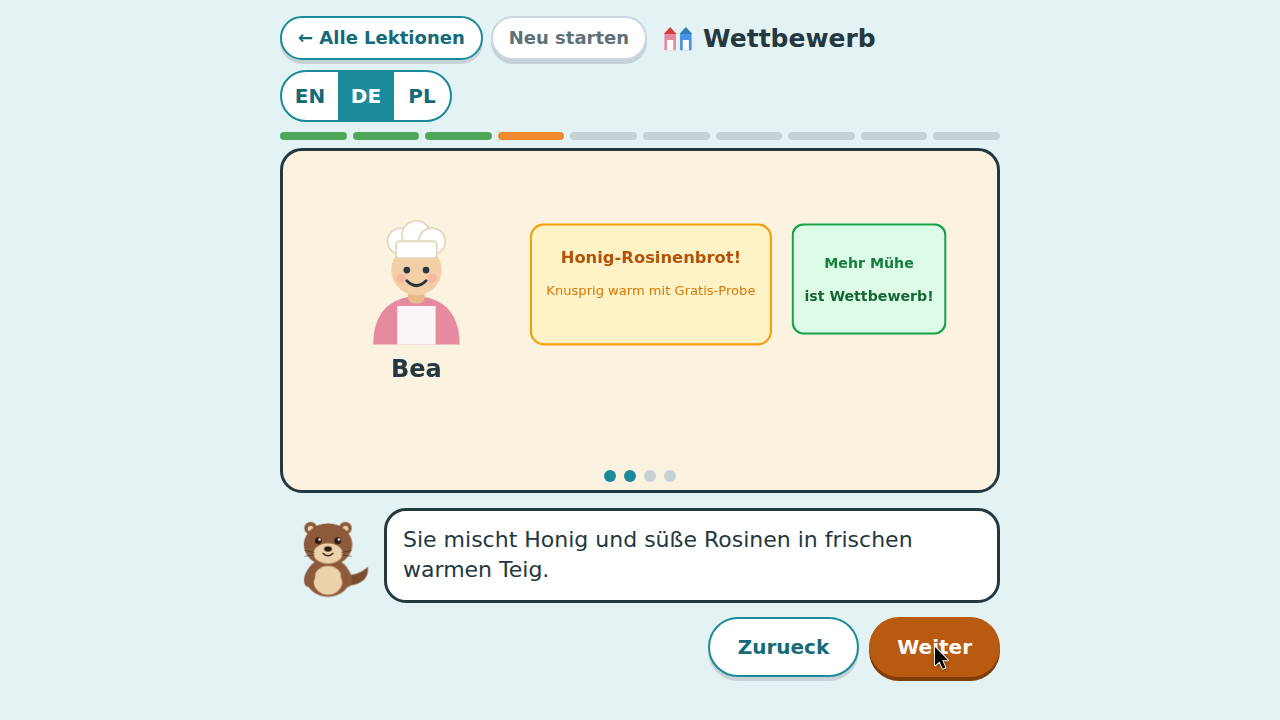 ← Alle Lektionen
Neu starten
Wettbewerb
EN
DE
PL
Honig-Rosinenbrot!
Knusprig warm mit Gratis-Probe
Mehr Mühe
ist Wettbewerb!
Bea
Sie mischt Honig und süße Rosinen in frischen
warmen Teig.
Zurueck
Weiter